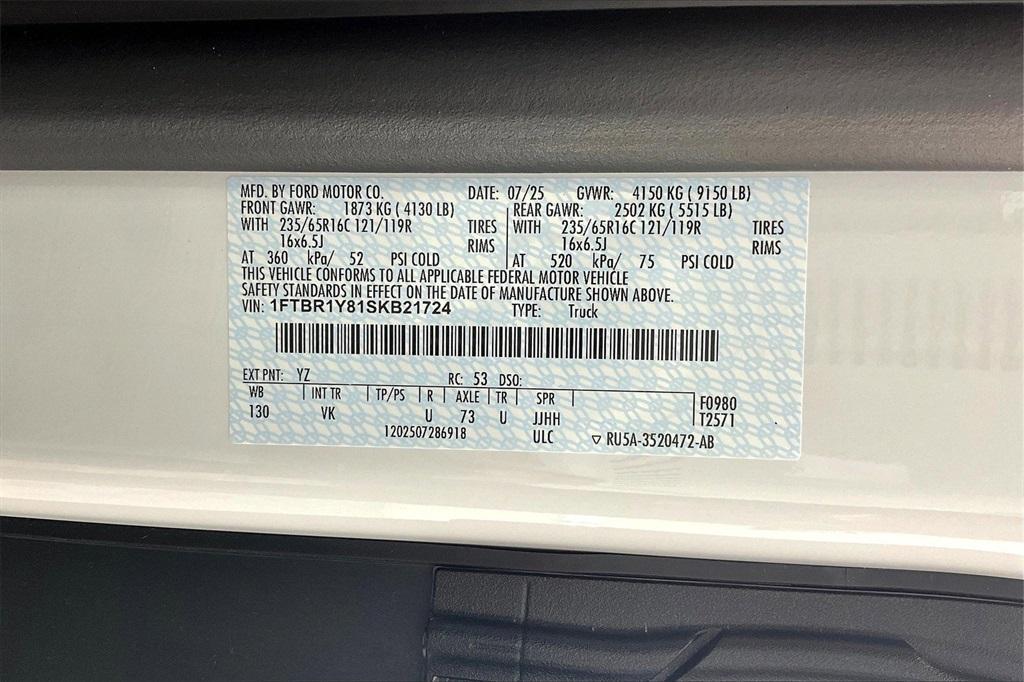 MFD. BY FORD MOTOR CO. DATE: 07/25 GVWR: 4150 KG ( 9150 LB)
FRONT GAWR: 1873 KG ( 4130 LB) REAR GAWR: 2502 KG ( 5515 LB)
WITH 235/65R16C 121/119R TIRES WITH 235/65R16C 121/119R TIRES
16x6.5J RIMS 16x6.5J RIMS
AT 360 kPa/ 52 PSI COLD AT 520 kPa/ 75 PSI COLD
THIS VEHICLE CONFORMS TO ALL APPLICABLE FEDERAL MOTOR VEHICLE
SAFETY STANDARDS IN EFFECT ON THE DATE OF MANUFACTURE SHOWN ABOVE.
VIN: 1FTBR1Y81SKB21724 TYPE: Truck
EXT PNT: YZ RC: 53 DSO:
WB INT TR TP/PS R AXLE TR SPR F0980
130 VK U 73 U JJHH T2571
1202507286918 ULC RU5A-3520472-AB